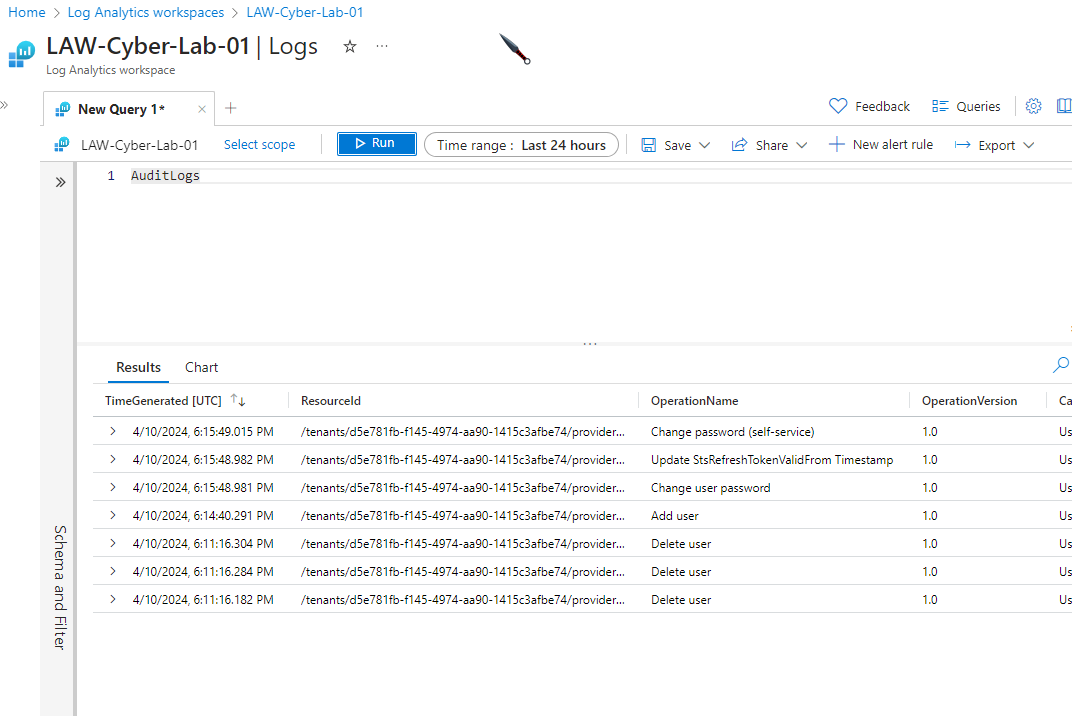 Home > Log Analytics workspaces > LAW-Cyber-Lab-01
LAW-Cyber-Lab-01 | Logs
Log Analytics workspace
New Query 1*
Feedback Queries
LAW-Cyber-Lab-01 Select scope Run Time range : Last 24 hours Save Share New alert rule Export
1 AuditLogs
Schema and Filter
Results Chart
TimeGenerated [UTC] ResourceId OperationName OperationVersion Ca
4/10/2024, 6:15:49.015 PM /tenants/d5e781fb-f145-4974-aa90-1415c3afbe74/provider... Change password (self-service) 1.0 Us
4/10/2024, 6:15:48.982 PM /tenants/d5e781fb-f145-4974-aa90-1415c3afbe74/provider... Update StsRefreshTokenValidFrom Timestamp 1.0 Us
4/10/2024, 6:15:48.981 PM /tenants/d5e781fb-f145-4974-aa90-1415c3afbe74/provider... Change user password 1.0 Us
4/10/2024, 6:14:40.291 PM /tenants/d5e781fb-f145-4974-aa90-1415c3afbe74/provider... Add user 1.0 Us
4/10/2024, 6:11:16.304 PM /tenants/d5e781fb-f145-4974-aa90-1415c3afbe74/provider... Delete user 1.0 Us
4/10/2024, 6:11:16.284 PM /tenants/d5e781fb-f145-4974-aa90-1415c3afbe74/provider... Delete user 1.0 Us
4/10/2024, 6:11:16.182 PM /tenants/d5e781fb-f145-4974-aa90-1415c3afbe74/provider... Delete user 1.0 Us